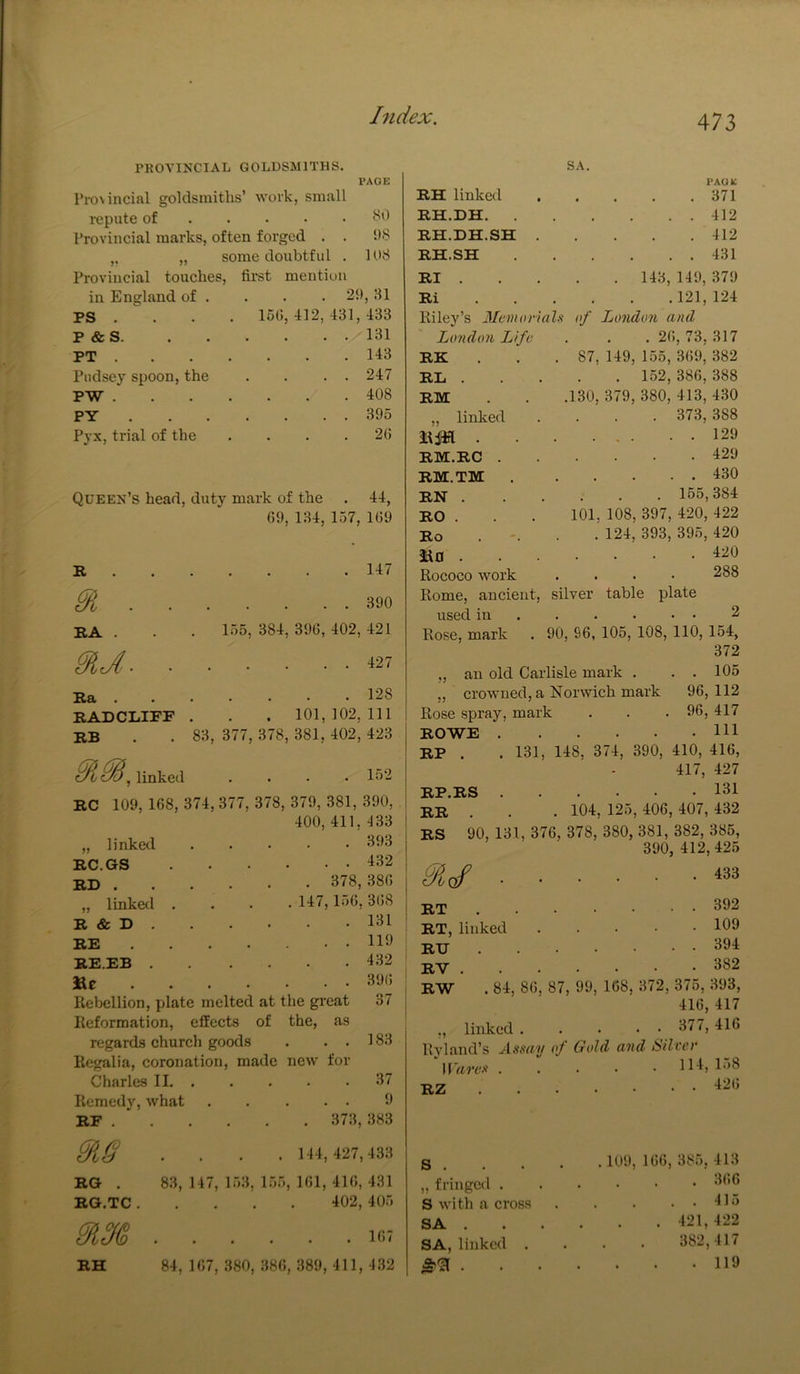 Index.
473
PROVINCIAL GOLDSMITHS.
PAGE
Provincial goldsmiths’ work, small
repute of . . . . . 80
Provincial marks, often forged . . 98
„ „ some doubtful . 108
Provincial touches, first mention
in England of . . . . 29, 31
PS . . . . 156, 412, 431, 433
P & S. . . . . . . 131
PT . . . . . . . 143
Pudsey spoon, the . . . . 247
PW . . . . . . . 408
PY . . . . . . . 395
Pyx, trial of the . . . . 26
QUEEN’S head, duty mark of the . 44,
69, 134, 157, 169
R . . . . . . . 147
R . . . . . . . 390
RA . . . 155, 384, 396, 402, 421
RA . . . . . . . 427
Ra . . . . . . . 128
RADCLIFF . . . 101, 102, 111
RB . . 83, 377, 378, 381, 402, 423
RB, linked . . . . 152
RC 109, 168, 374, 377, 378, 379, 381, 390,
400, 411, 433
„ linked . . . . . 393
RC.GS . . . . . . 432
RD . . . . . . 378, 386
„ linked . . . . 147, 156, 368
R & D . . . . . . 131
RE . . . . . . . 119
RE.EB . . . . . . 432
Re . . . . . . . 396
Rebellion, plate melted at the great 37
Reformation, effects of the, as
regards church goods . . . 183
Regalia, coronation, made new for
Charles II. . . . . . 37
Remedy, what . . . . . 9
RF . . . . . . 373, 383
RG . . . . 144, 427, 433
RG . 83, 147, 153, 155, 161, 416, 431
RG.TC . . . . . 402, 405
RH . . . . . . . 167
RH 84, 167, 380, 386, 389, 411, 432
SA.
PAGE
RH linked . . . . . 371
RH.DH. . . . . . . 412
RH.DH.SH . . . . . 412
RH.SH . . . . . . 431
RI . . . . . 143, 149, 379
Ri . . . . . . 121, 124
Riley’s Memorials of London and
London Life . . . 26, 73, 317
RK . . . 87, 149, 155, 369, 382
RL . . . . . 152, 386, 388
RM . . . 130, 379, 380, 413, 430
„ linked . . . . 373, 388
RM . . . . . . . 129
RM.RC . . . . . . 429
RM.TM . . . . . . 430
RN . . . . . . 155, 384
RO . . . 101, 108, 397, 420, 422
Ro . . . . 124, 393, 395, 420
Ro . . . . . . . 420
Rococo work . . . . 288
Rome, ancient, silver table plate
used in . . . . . . 2
Rose, mark . 90, 96, 105, 108, 110, 154,
372
„ an old Carlisle mark . . . 105
„ crowned, a Norwich mark 96, 112
Rose spray, mark . . . 96, 417
ROWE . . . . . . 111
RP . . 131, 148, 374, 390, 410, 416,
417, 427
RP.RS . . . . . . 131
RR . . . 104, 125, 406, 407, 432
RS 90, 131, 376, 378, 380, 381, 382, 385,
390, 412, 425
RS . . . . . . 433
RT . . . . . . . 392
RT, linked . . . . . 109
RU . . . . . . . 394
RV . . . . . . . 382
RW . 84, 86, 87, 99, 168, 372, 375, 393,
416, 417
„ linked . . . . . 377, 416
Ryland’s Assay of Gold and Silver
Wares . . . . . 114, 158
RZ . . . . . . . 426
S . . . . . 109, 166, 385, 413
„ fringed . . . . . . 366
S with a cross . . . . . 415
SA . . . . . . 421, 422
SA, linked . . . . 382, 417
SA . . . . . . . 119